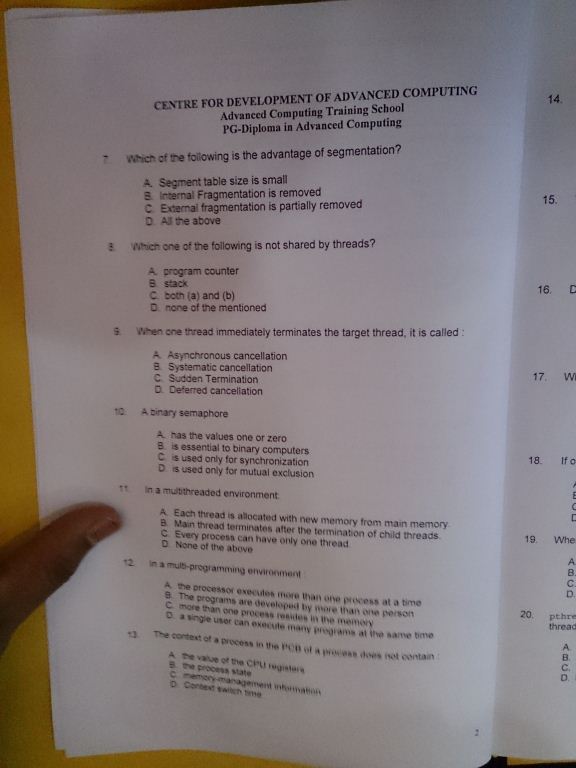 CENTRE FOR DEVELOPMENT OF ADVANCED COMPUTING
Advanced Computing Training School
PG-Diploma in Advanced Computing
7. Which of the following is the advantage of segmentation?
A. Segment table size is small
B. Internal Fragmentation is removed
C. External fragmentation is partially removed
D. All the above
8. Which one of the following is not shared by threads?
A. program counter
B. stack
C. both (a) and (b)
D. none of the mentioned
9. When one thread immediately terminates the target thread, it is called :
A. Asynchronous cancellation
B. Systematic cancellation
C. Sudden Termination
D. Deferred cancellation
10. A binary semaphore
A. has the values one or zero
B. is essential to binary computers
C. is used only for synchronization
D. is used only for mutual exclusion
11. In a multithreaded environment
A. Each thread is allocated with new memory from main memory.
B. Main thread terminates after the termination of child threads.
C. Every process can have only one thread.
D. None of the above
12. In a multi-programming environment :
A. the processor executes more than one process at a time
B. The programs are developed by more than one person
C. more than one process resides in the memory
D. a single user can execute many programs at the same time
13. The context of a process in the PCB of a process does not contain :
A. the value of the CPU registers
B. the process state
C. memory-management information
D. Context switch time
2
14.
15.
16.
17.
18. If
19.
A.
B.
C.
D.
20. pthre
thread
A.
B.
C.
D.